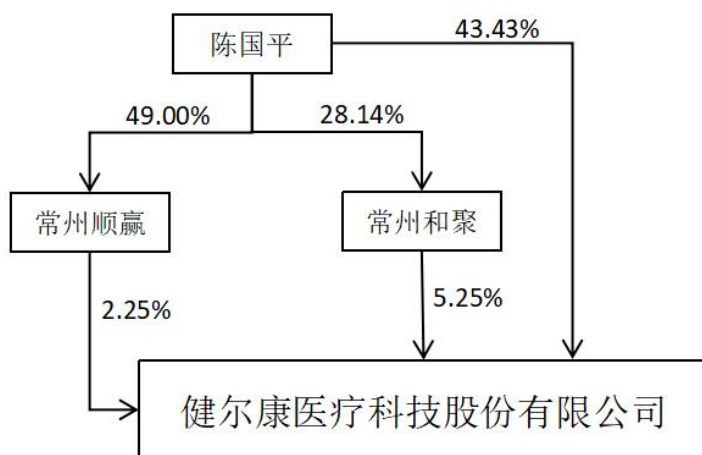 陈国平
43.43%
49.00%
28.14%
常州顺赢
常州和聚
2.25%
5.25%
健尔康医疗科技股份有限公司